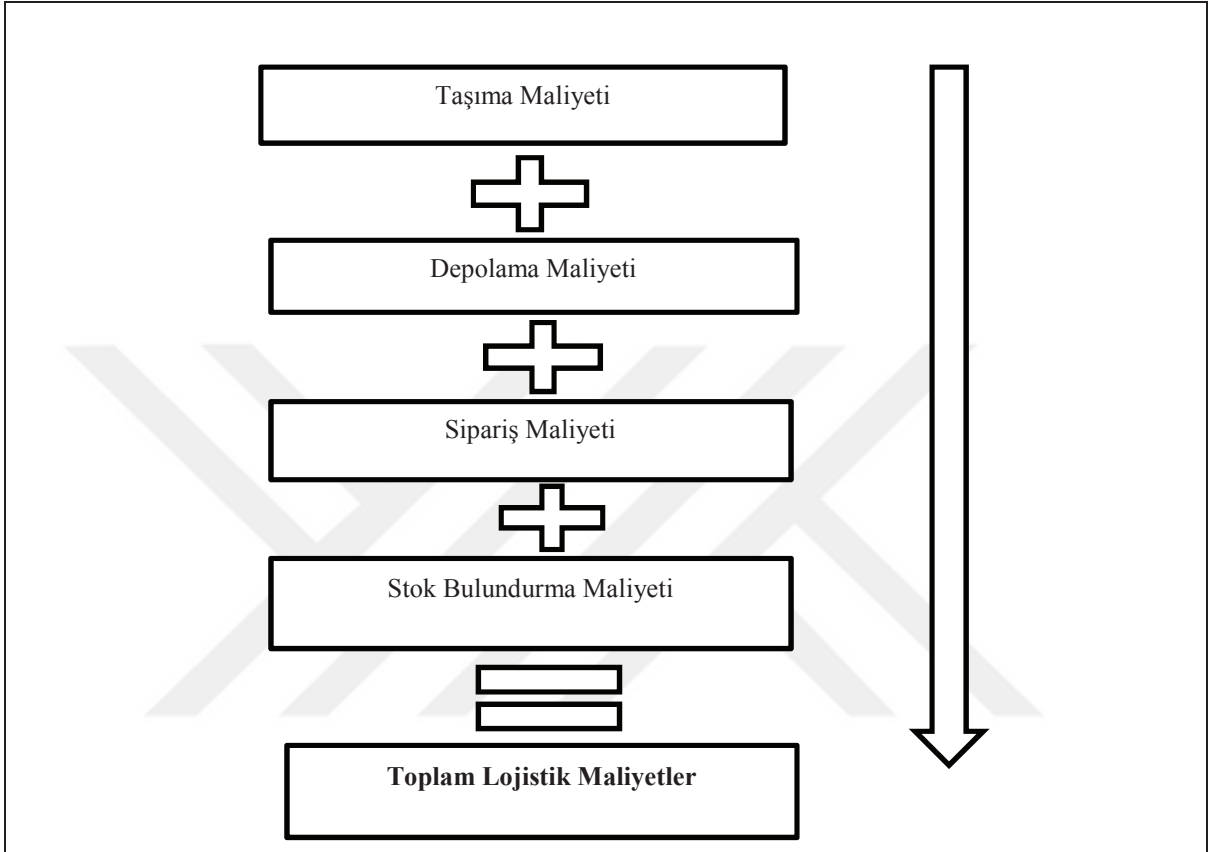 Taşıma Maliyeti
Depolama Maliyeti
Sipariş Maliyeti
Stok Bulundurma Maliyeti
Toplam Lojistik Maliyetler